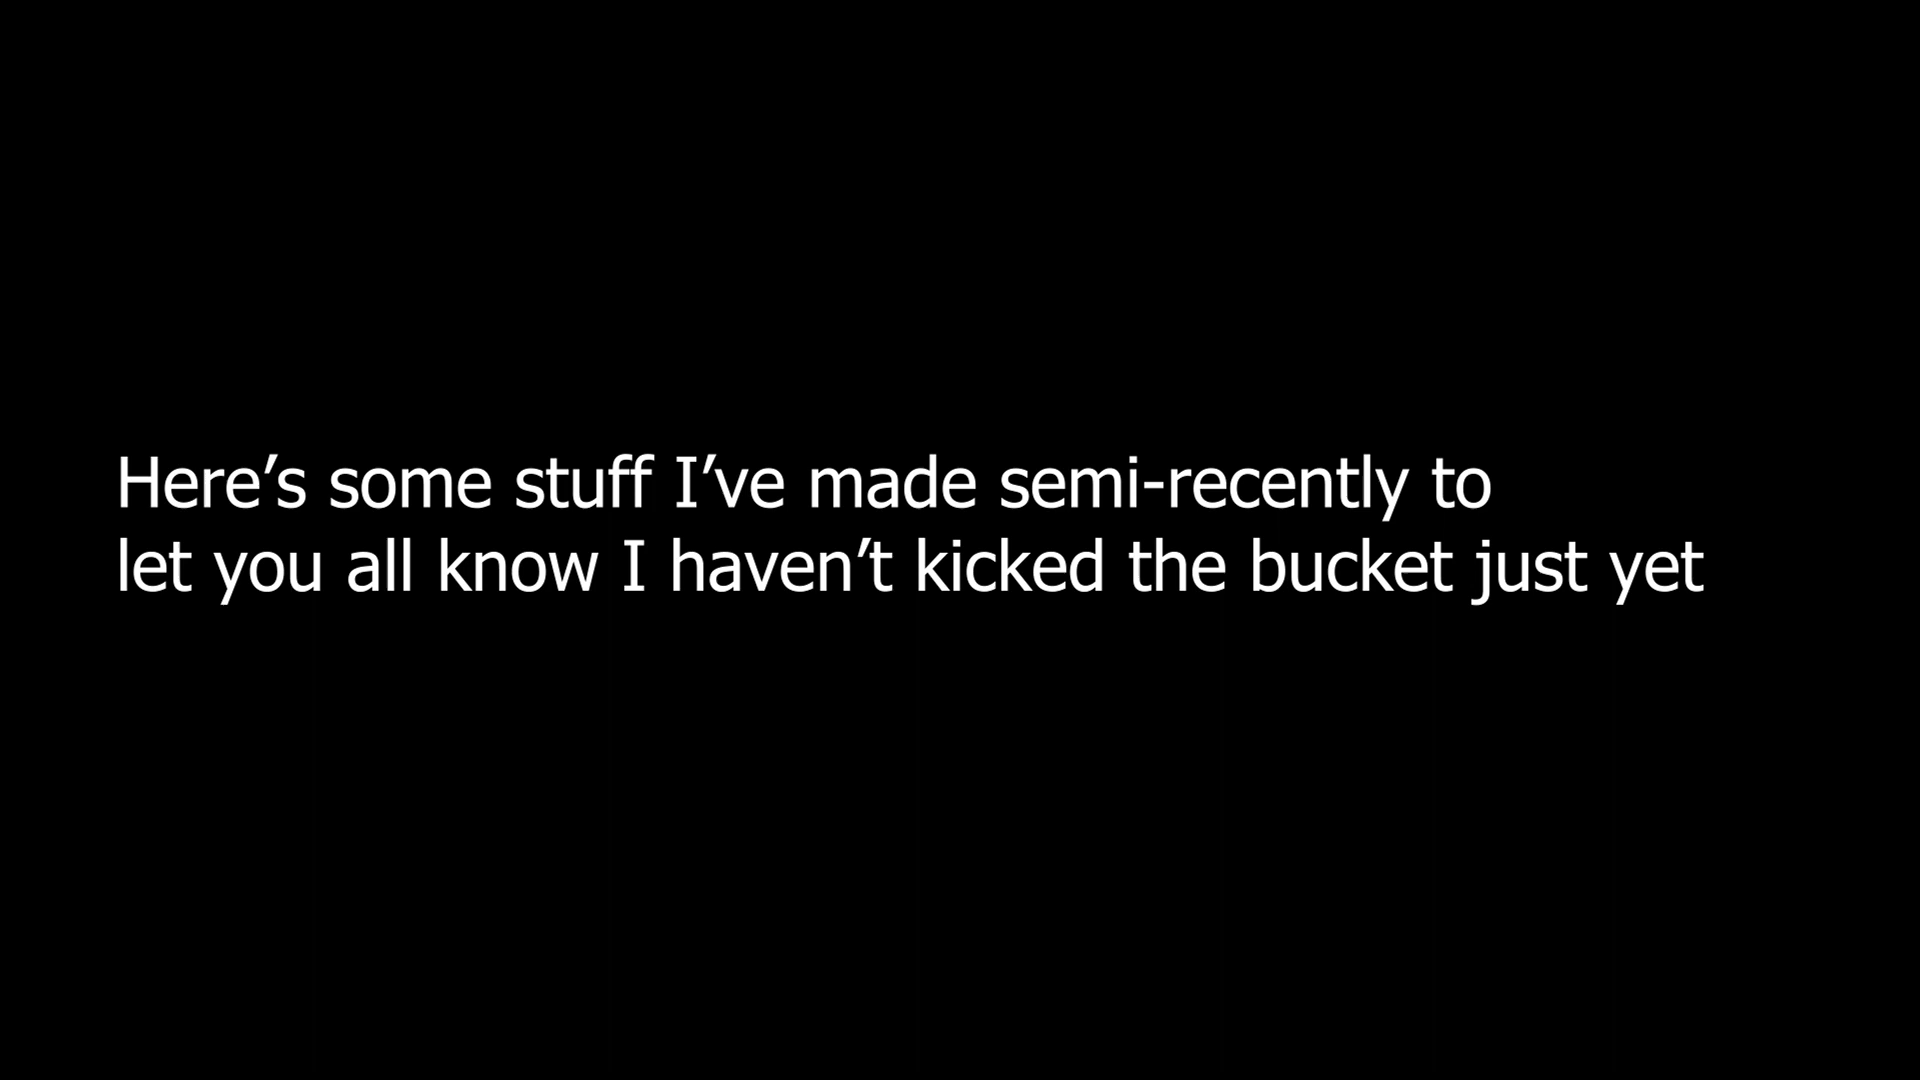 Here’s some stuff I’ve made semi-recently to
let you all know I haven’t kicked the bucket just yet